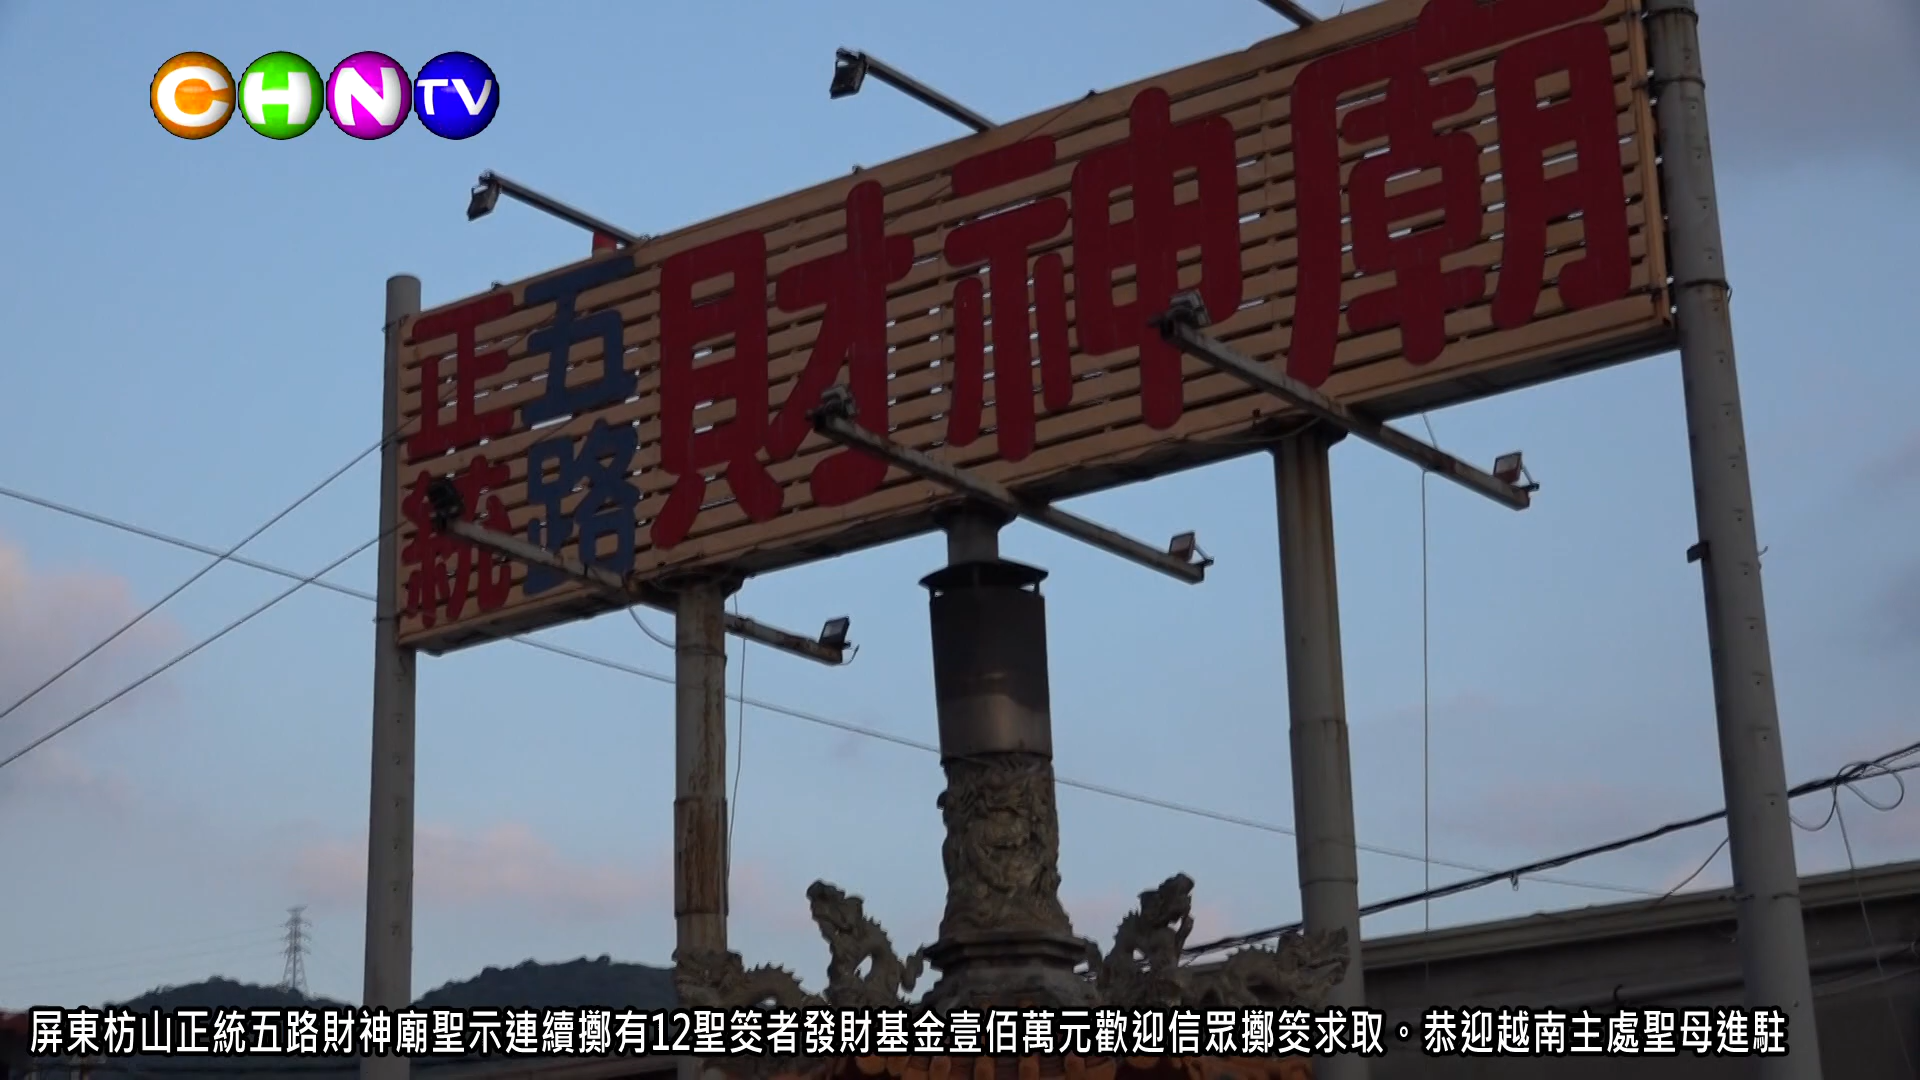 CHNTV
正統
五路
財神廟
屏東枋山正統五路財神廟聖示連續擲有12聖筊者發財基金壹佰萬元歡迎信眾擲筊求取。恭迎越南主處聖母進駐